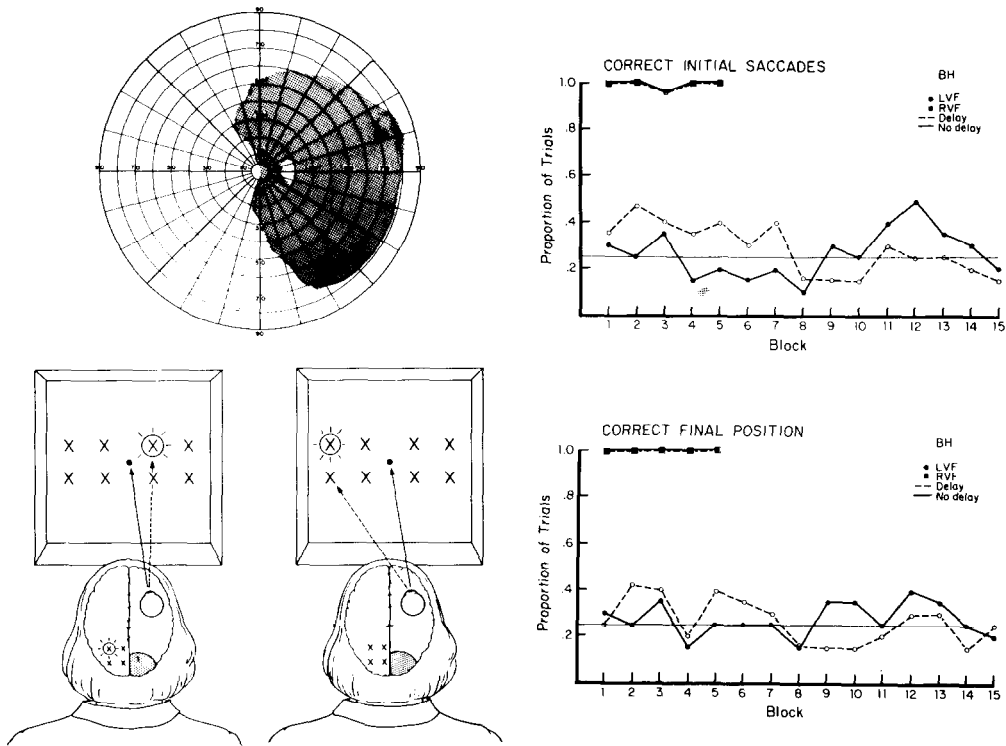 90
90
CORRECT INITIAL SACCADES
BH
LVF
RVF
Delay
No delay
Proportion of Trials
1.0
.8
.6
.4
.2
1 2 3 4 5 6 7 8 9 10 11 12 13 14 15
Block
X X X X
X X X X
X X X X
X X X X
x x
x x
x x
x x
CORRECT FINAL POSITION
BH
LVF
RVF
Delay
No delay
Proportion of Trials
1.0
.8
.6
.4
.2
1 2 3 4 5 6 7 8 9 10 11 12 13 14 15
Block